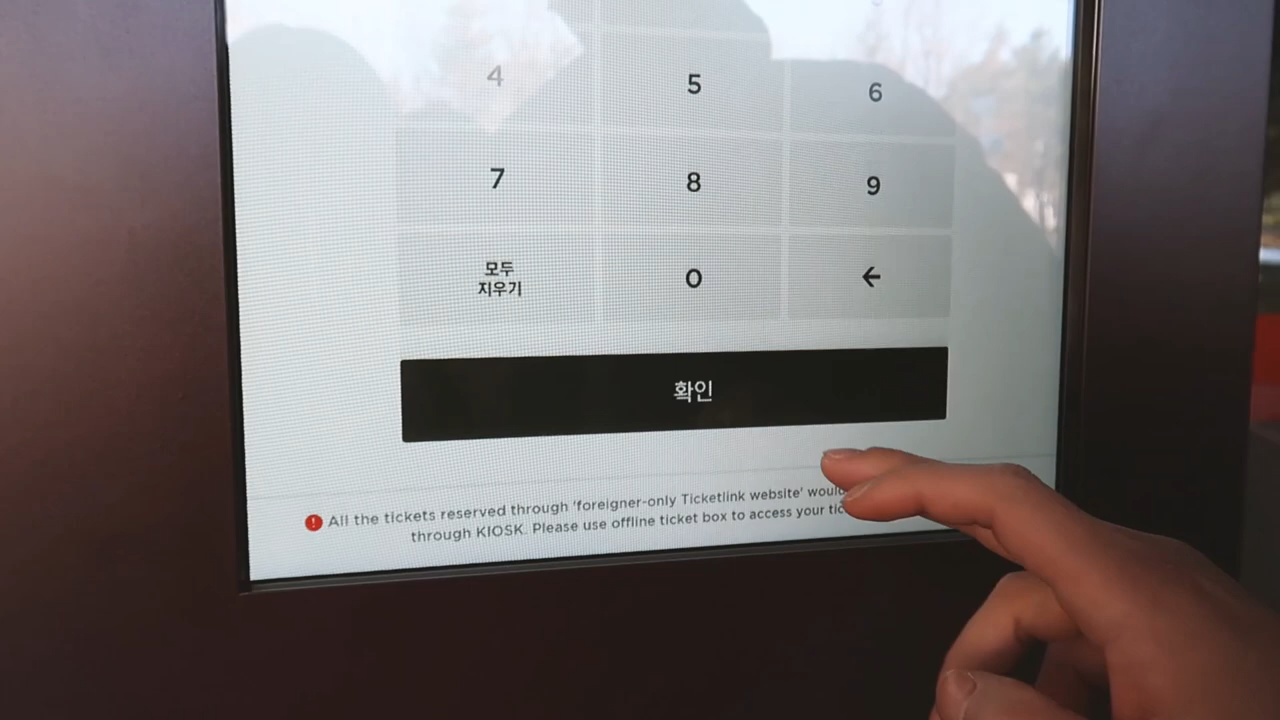 4 5 6
7 8 9
모두
지우기
0 ←
확인
All the tickets reserved through 'foreigner-only Ticketlink website' would
through KIOSK. Please use offline ticket box to access your